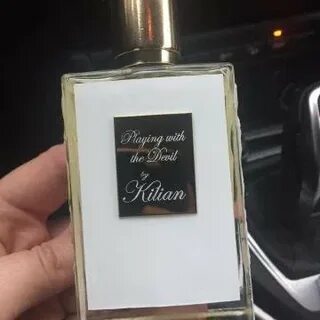 Playing with
the Devil
by
Kilian